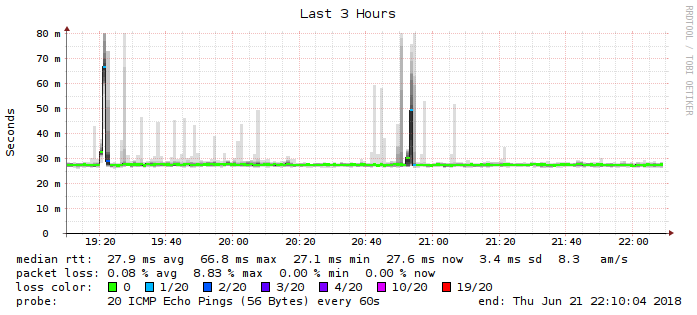 Last 3 Hours
RRDTOOL / TOBI OETIKER
Seconds
80 m
70 m
60 m
50 m
40 m
30 m
20 m
10 m
0
19:20 19:40 20:00 20:20 20:40 21:00 21:20 21:40 22:00
median rtt: 27.9 ms avg 66.8 ms max 27.1 ms min 27.6 ms now 3.4 ms sd 8.3 am/s
packet loss: 0.08 % avg 8.83 % max 0.00 % min 0.00 % now
loss color: 0 1/20 2/20 3/20 4/20 10/20 19/20
probe: 20 ICMP Echo Pings (56 Bytes) every 60s end: Thu Jun 21 22:10:04 2018